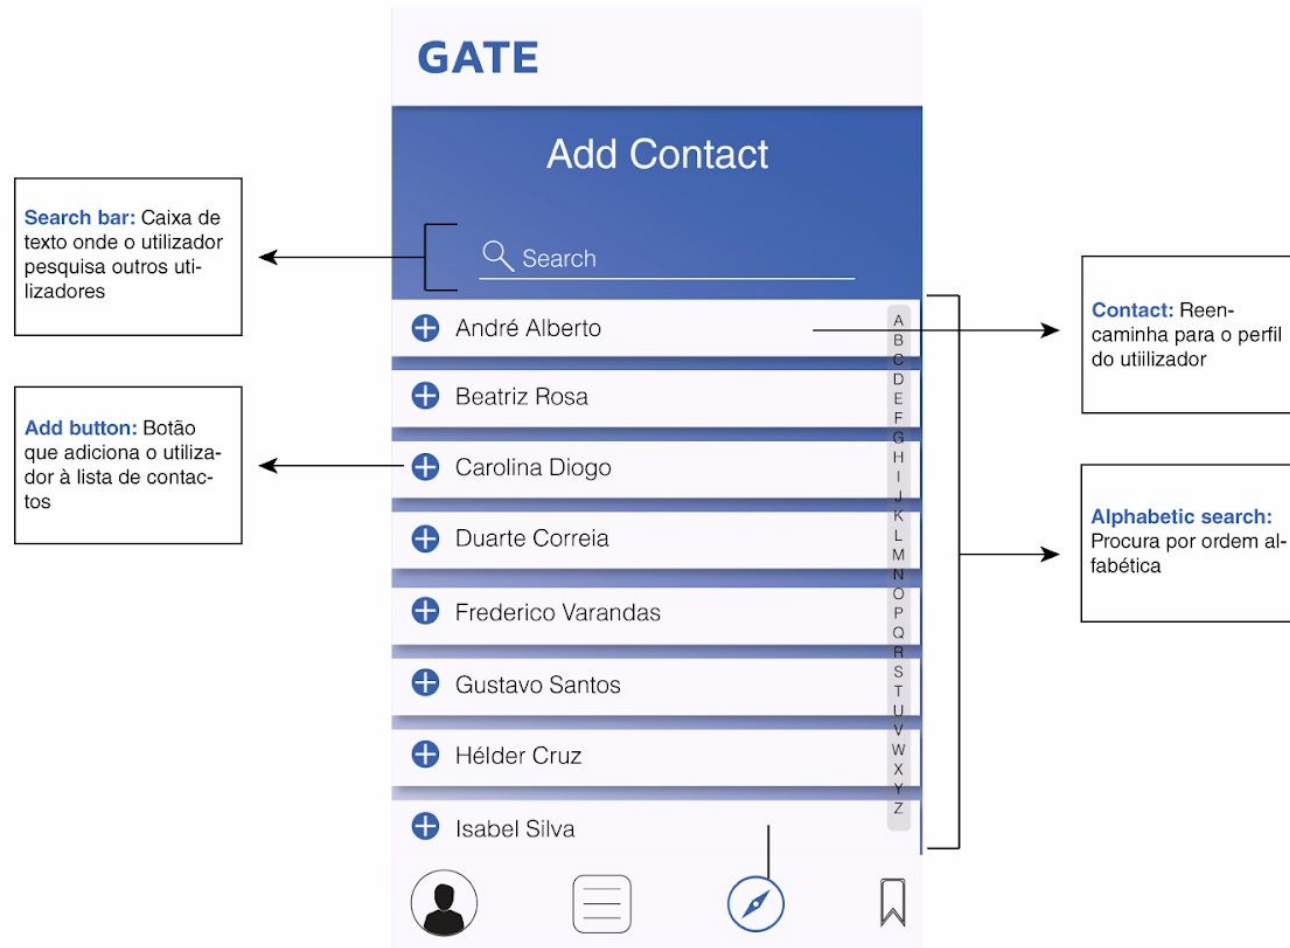 GATE
Add Contact
Search
Search bar: Caixa de
texto onde o utilizador
pesquisa outros uti-
lizadores
Add button: Botão
que adiciona o utiliza-
dor à lista de contac-
tos
André Alberto
Beatriz Rosa
Carolina Diogo
Duarte Correia
Frederico Varandas
Gustavo Santos
Hélder Cruz
Isabel Silva
A
B
C
D
E
F
G
H
I
J
K
L
M
N
O
P
Q
R
S
T
U
V
W
X
Y
Z
Contact: Reen-
caminha para o perfil
do utiilizador
Alphabetic search:
Procura por ordem al-
fabética